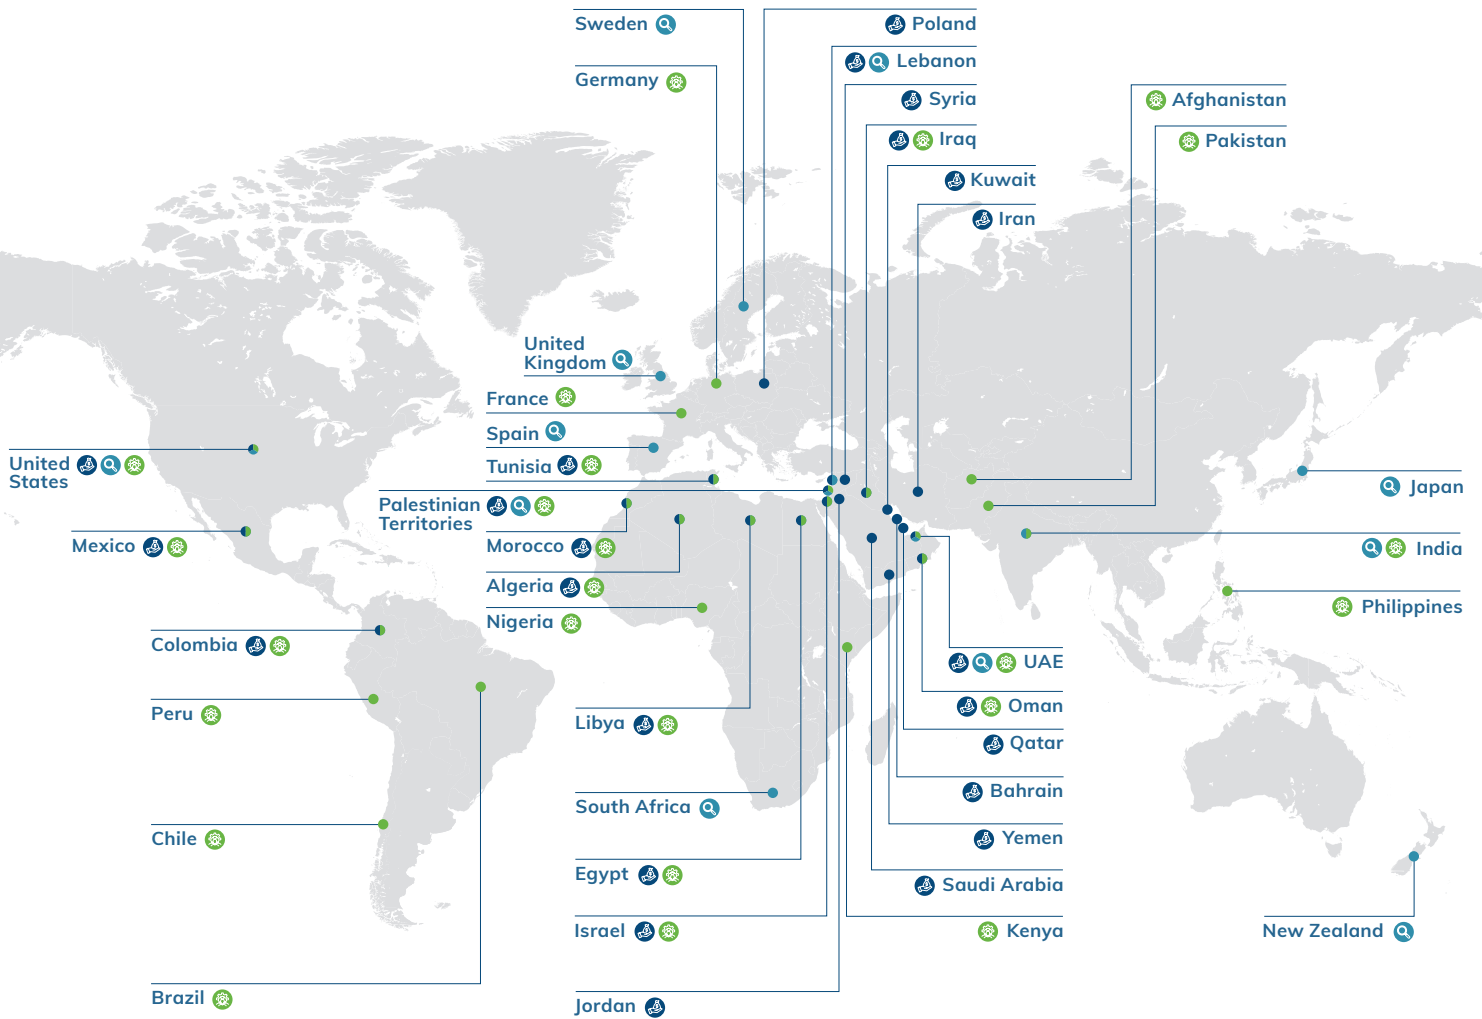 Sweden
Germany
Poland
Lebanon
Syria
Iraq
Kuwait
Iran
Afghanistan
Pakistan
United
Kingdom
France
Spain
Tunisia
Palestinian
Territories
Morocco
Algeria
Nigeria
United
States
Mexico
Colombia
Peru
Chile
Brazil
Libya
South Africa
Egypt
Israel
Jordan
UAE
Oman
Qatar
Bahrain
Yemen
Saudi Arabia
Kenya
Japan
India
Philippines
New Zealand